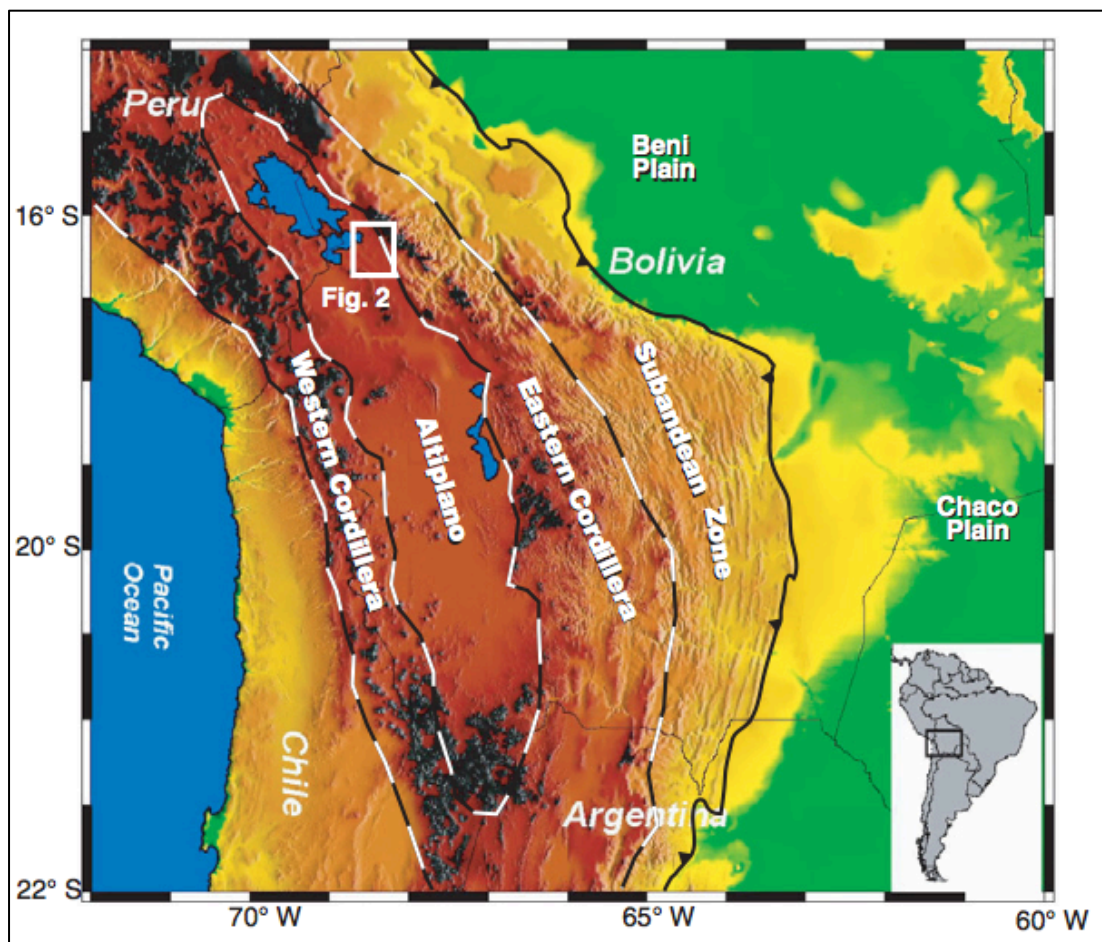 Peru
Beni
Plain
16° S
Bolivia
Fig. 2
Western Cordillera
Altiplano
Eastern Cordillera
Subandean Zone
Chaco
Plain
20° S
Pacific
Ocean
Chile
Argentina
22° S
70° W
65° W
60° W